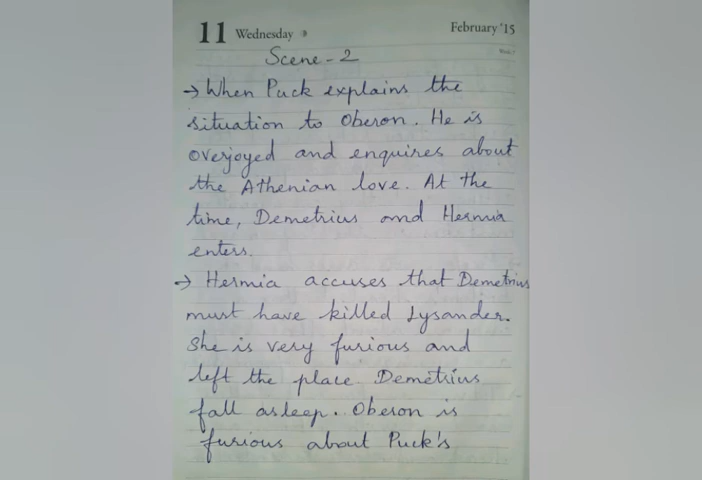 11 Wednesday
February '15
Scene-2
→ When Puck explains the
situation to Oberon. He is
overjoyed and enquires about
the Athenian love. At the
time, Demetrius and Hermia
enters.
→ Hermia accuses that Demetrius
must have killed Lysander.
She is very furious and
left the place. Demetrius
fall asleep. Oberon is
furious about Puck's